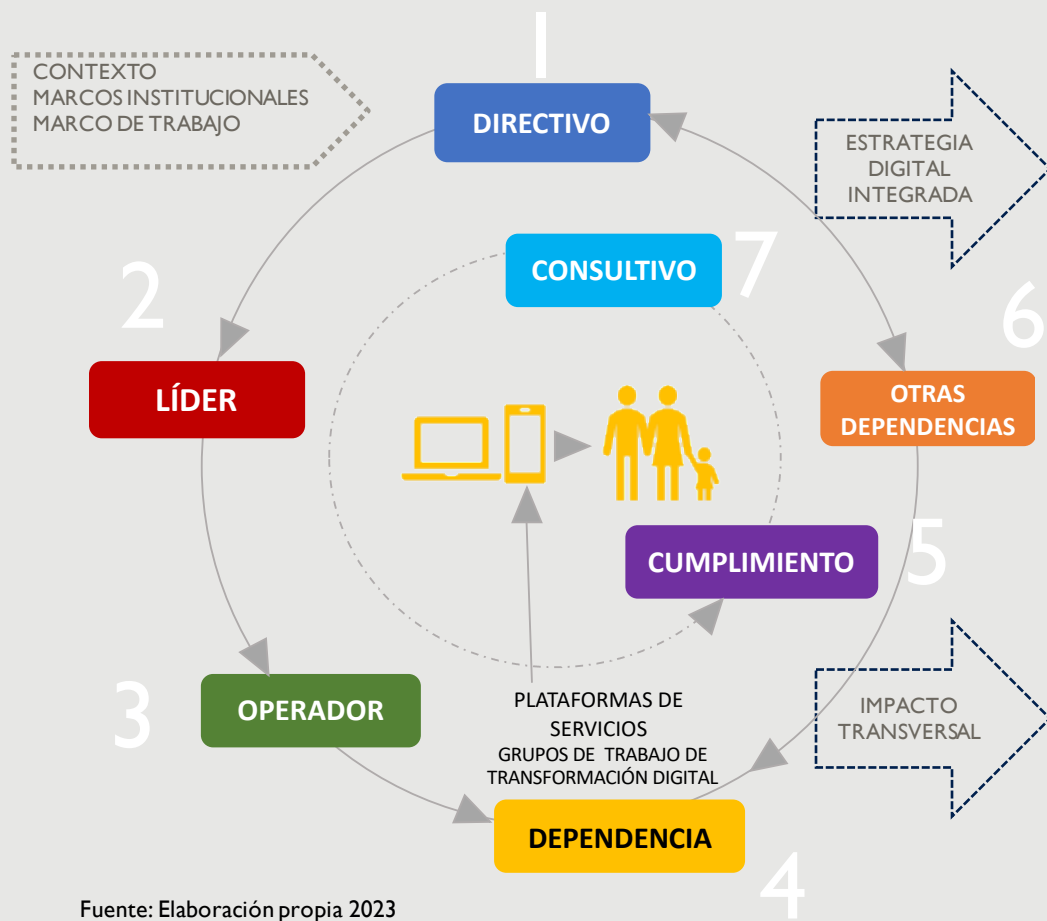 1
CONTEXTO
MARCOS INSTITUCIONALES
MARCO DE TRABAJO
DIRECTIVO
ESTRATEGIA
DIGITAL
INTEGRADA
2
CONSULTIVO
7
6
LÍDER
OTRAS
DEPENDENCIAS
CUMPLIMIENTO
5
3
OPERADOR
PLATAFORMAS DE
SERVICIOS
GRUPOS DE TRABAJO DE
TRANSFORMACIÓN DIGITAL
IMPACTO
TRANSVERSAL
DEPENDENCIA
4
Fuente: Elaboración propia 2023